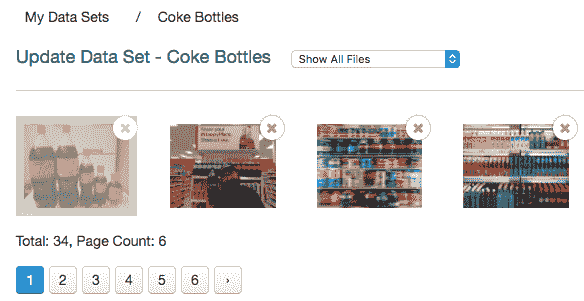 My Data Sets / Coke Bottles
Update Data Set - Coke Bottles Show All Files
Total: 34, Page Count: 6
1 2 3 4 5 6 ›